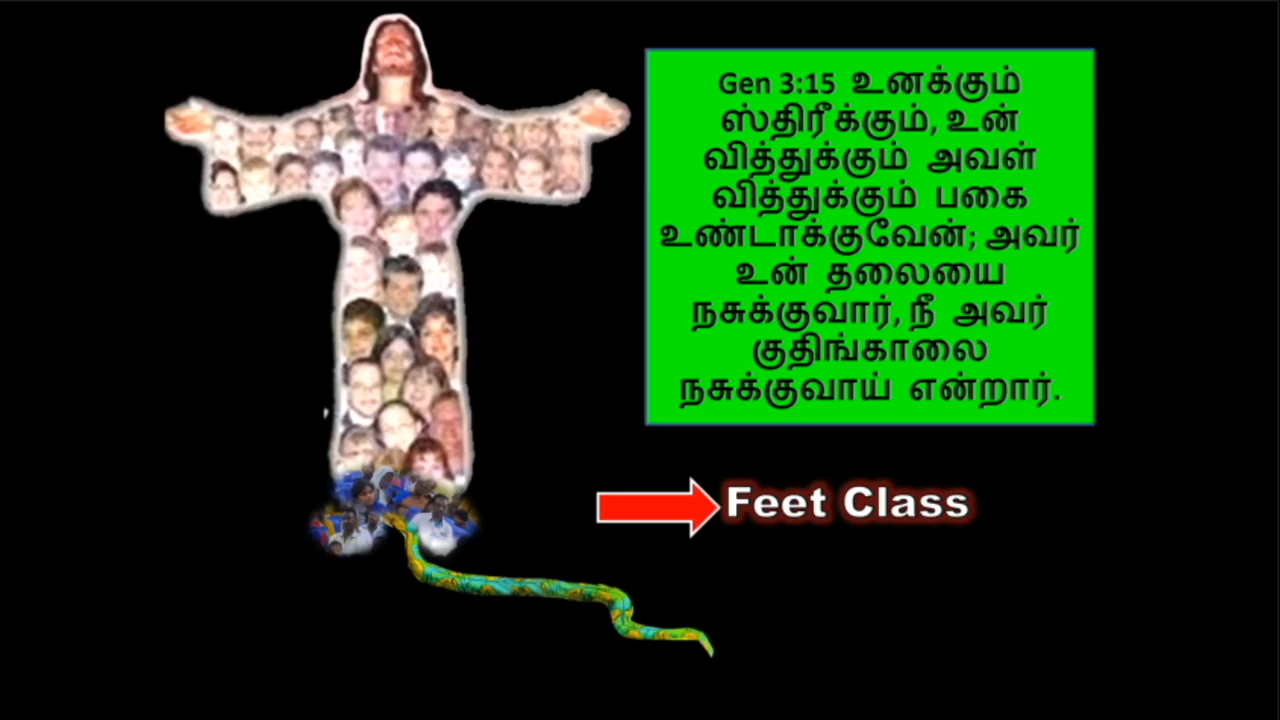 Gen 3:15 உனக்கும்
ஸ்திரீக்கும், உன்
வித்துக்கும் அவள்
வித்துக்கும் பகை
உண்டாக்குவேன்; அவர்
உன் தலையை
நசுக்குவார், நீ அவர்
குதிங்காலை
நசுக்குவாய் என்றார்.
Feet Class